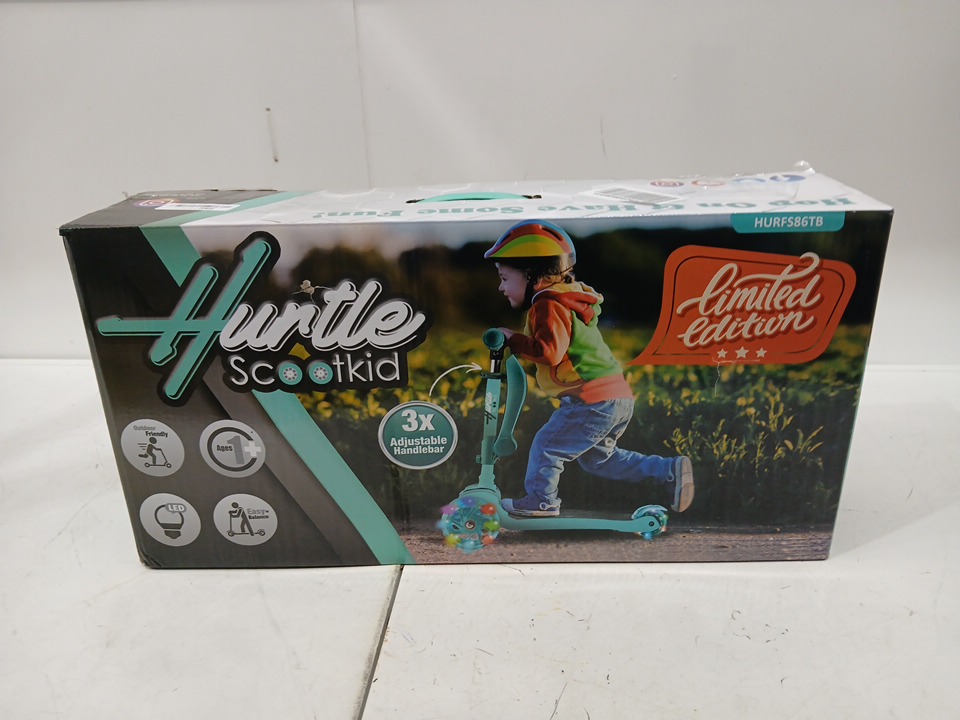 Hop On & Have Some Fun!
HURFS86TB
Hurtle
Scootkid
Limited
Edition
3x
Adjustable
Handlebar
Outdoor
Friendly
Ages 1+
LED
Easy-
Balance